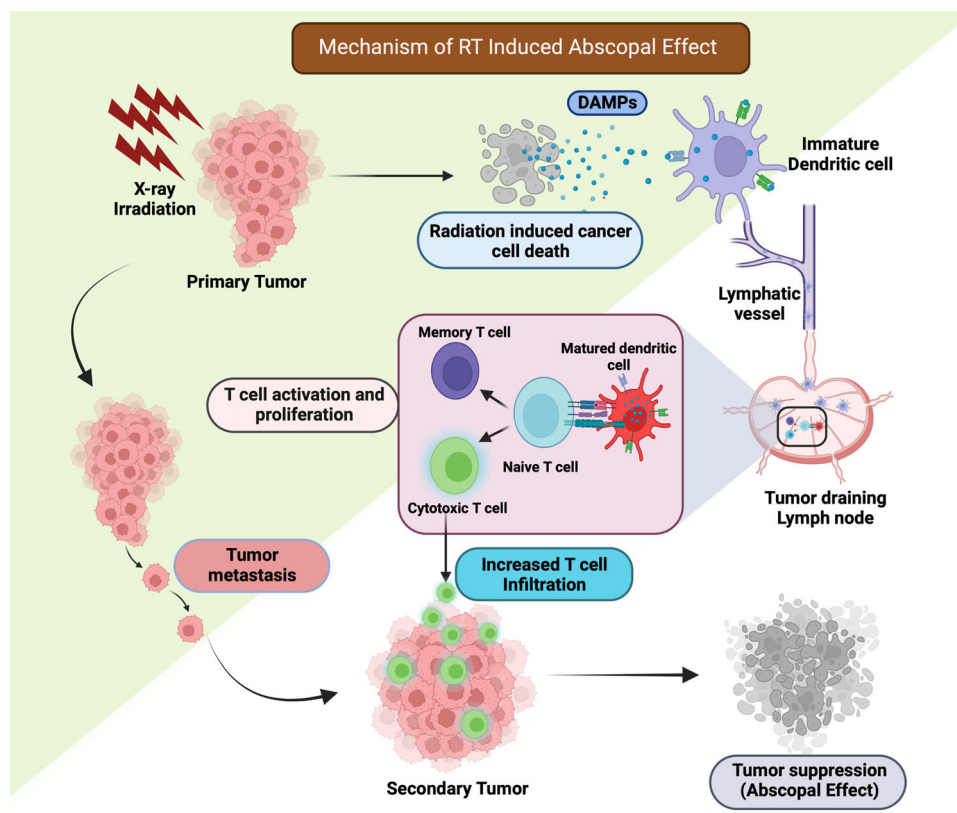 Mechanism of RT Induced Abscopal Effect
DAMPs
X-ray
Irradiation
Immature
Dendritic cell
Radiation induced cancer
cell death
Primary Tumor
Lymphatic
vessel
Memory T cell
Matured dendritic
cell
T cell activation and
proliferation
Naive T cell
Cytotoxic T cell
Tumor draining
Lymph node
Tumor
metastasis
Increased T cell
Infiltration
Secondary Tumor
Tumor suppression
(Abscopal Effect)